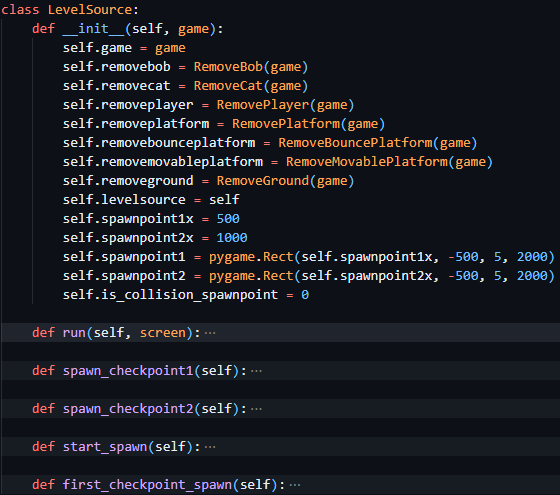 class LevelSource:
    def __init__(self, game):
        self.game = game
        self.removebob = RemoveBob(game)
        self.removecat = RemoveCat(game)
        self.removeplayer = RemovePlayer(game)
        self.removeplatform = RemovePlatform(game)
        self.removebounceplatform = RemoveBouncePlatform(game)
        self.removemovableplatform = RemoveMovablePlatform(game)
        self.removeground = RemoveGround(game)
        self.levelsource = self
        self.spawnpoint1x = 500
        self.spawnpoint2x = 1000
        self.spawnpoint1 = pygame.Rect(self.spawnpoint1x, -500, 5, 2000)
        self.spawnpoint2 = pygame.Rect(self.spawnpoint2x, -500, 5, 2000)
        self.is_collision_spawnpoint = 0
    def run(self, screen): ···
    def spawn_checkpoint1(self): ···
    def spawn_checkpoint2(self): ···
    def start_spawn(self): ···
    def first_checkpoint_spawn(self): ···